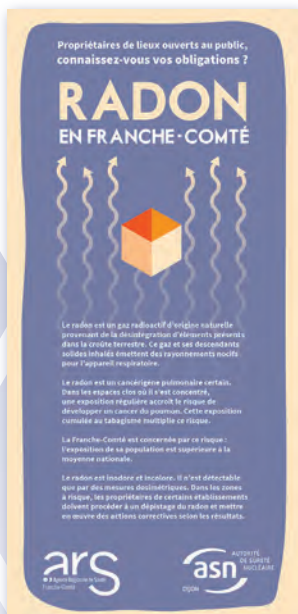 Propriétaires de lieux ouverts au public,
connaissez-vous vos obligations ?
RADON
EN FRANCHE-COMTÉ
Le radon est un gaz radioactif d'origine naturelle
provenant de la désintégration d'éléments présents
dans la croûte terrestre. Ce gaz et ses descendants
solides inhalés émettent des rayonnements nocifs
pour l'appareil respiratoire.
Le radon est un cancérigène pulmonaire certain.
Dans les espaces clos où il s'est concentré,
une exposition régulière accroît le risque de
développer un cancer du poumon. Cette exposition
cumulée au tabagisme multiplie ce risque.
La Franche-Comté est concernée par ce risque :
l'exposition de sa population est supérieure à la
moyenne nationale.
Le radon est inodore et incolore. Il n'est détectable
que par des mesures dosimétriques. Dans les zones
à risque, les propriétaires de certains établissements
doivent procéder à un dépistage du radon et mettre
en œuvre des actions correctives selon les résultats.
ars
Agence Régionale de Santé
Franche-Comté
asn
AUTORITÉ
DE SÛRETÉ
NUCLÉAIRE
DIJON